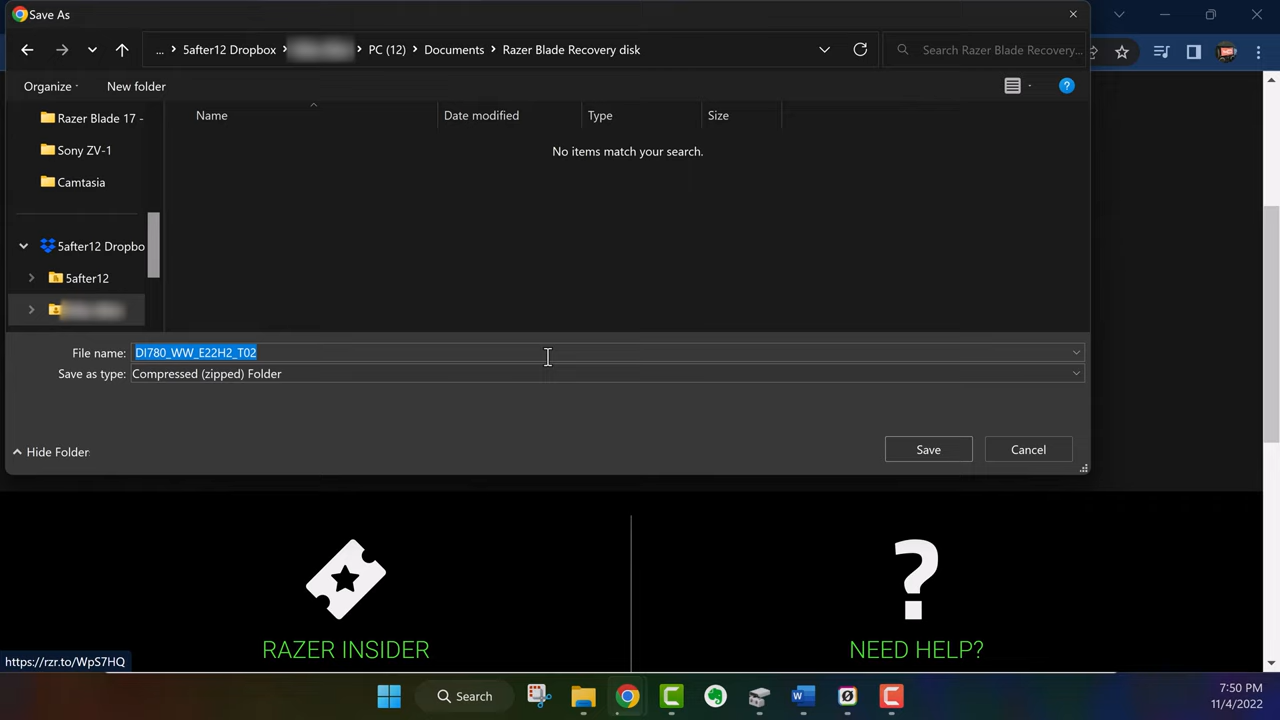 Save As
... > 5after12 Dropbox > PC (12) > Documents > Razer Blade Recovery disk
Search Razer Blade Recovery...
Organize
New folder
Name
Date modified
Type
Size
No items match your search.
Razer Blade 17 -
Sony ZV-1
Camtasia
5after12 Dropbo
5after12
File name:
DI780_WW_E22H2_T02
Save as type:
Compressed (zipped) Folder
Hide Folder
Save
Cancel
RAZER INSIDER
NEED HELP?
https://rzr.to/WpS7HQ
Search
7:50 PM
11/4/2022